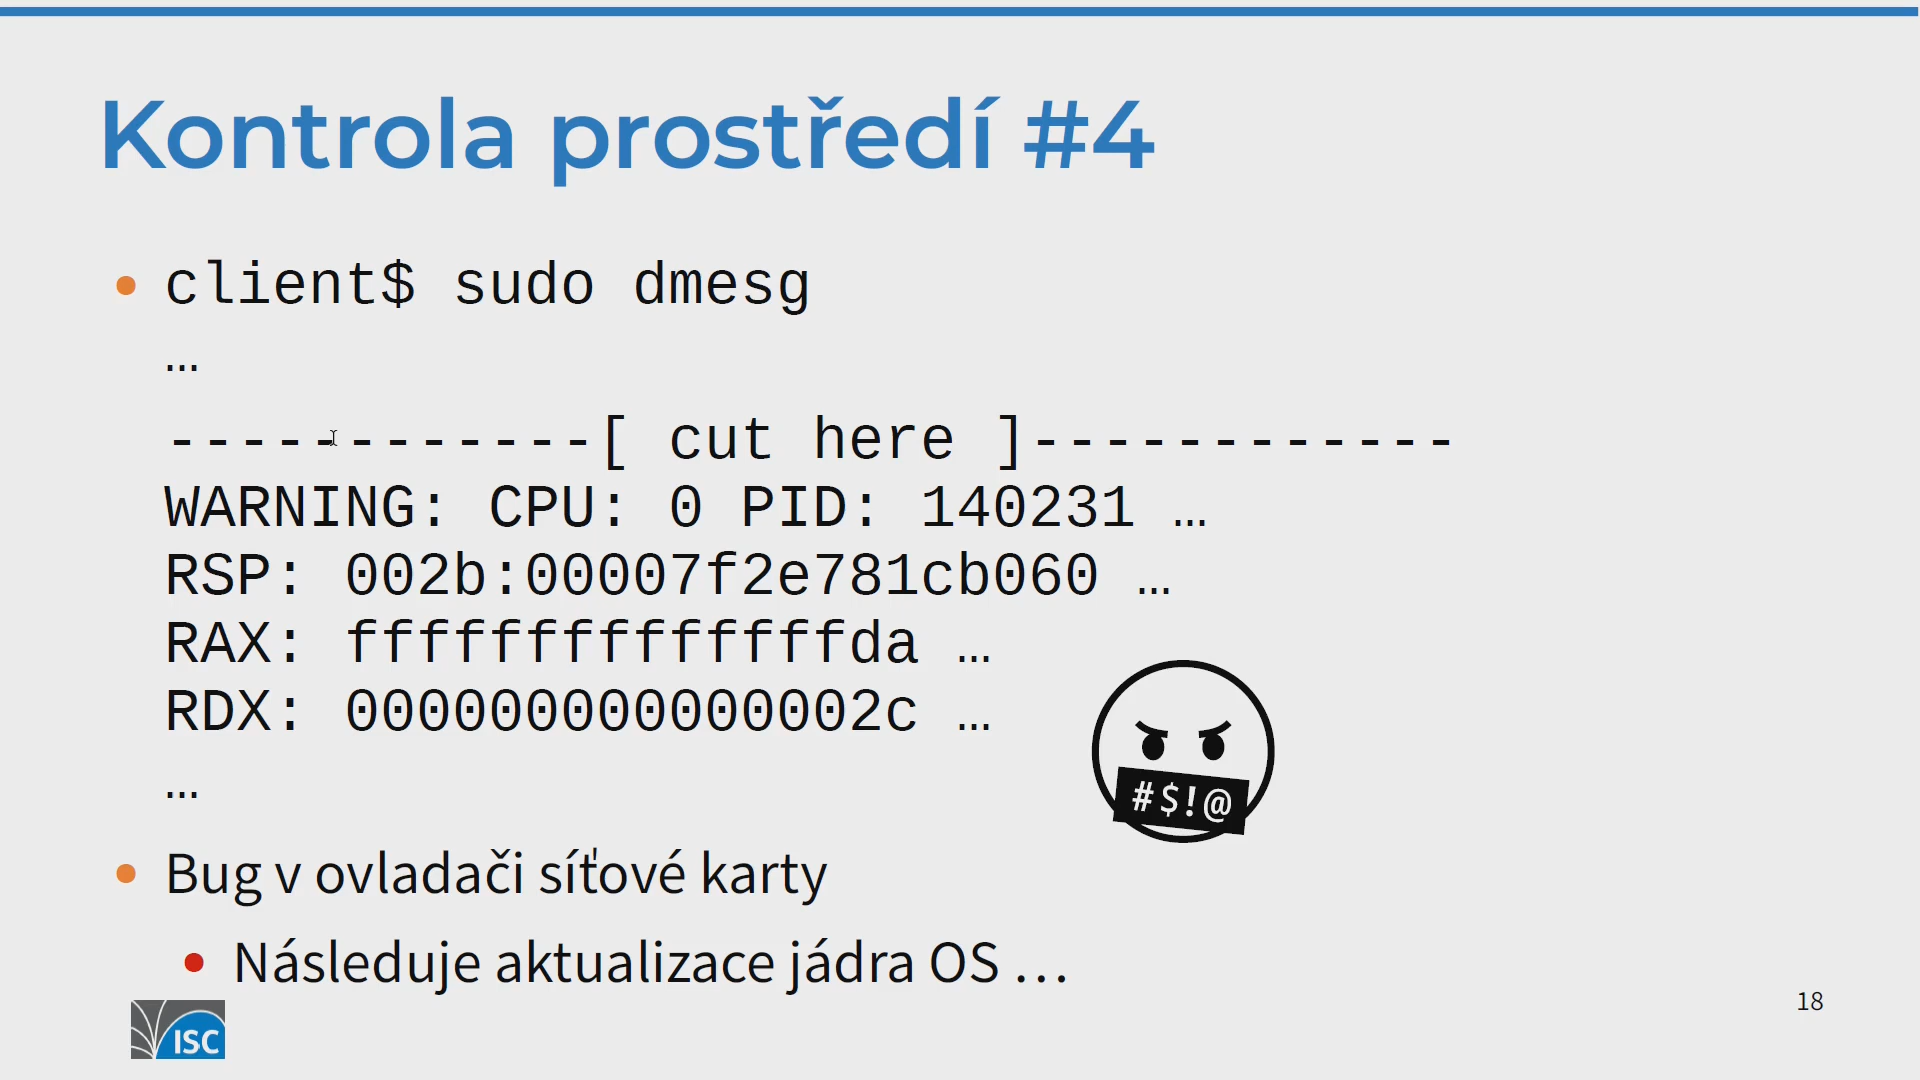 Kontrola prostředí #4
client$ sudo dmesg
…
------------[ cut here ]------------
WARNING: CPU: 0 PID: 140231 …
RSP: 002b:00007f2e781cb060 …
RAX: ffffffffffffffda …
RDX: 000000000000002c …
…
#$!@
Bug v ovladači síťové karty
Následuje aktualizace jádra OS …
18
ISC